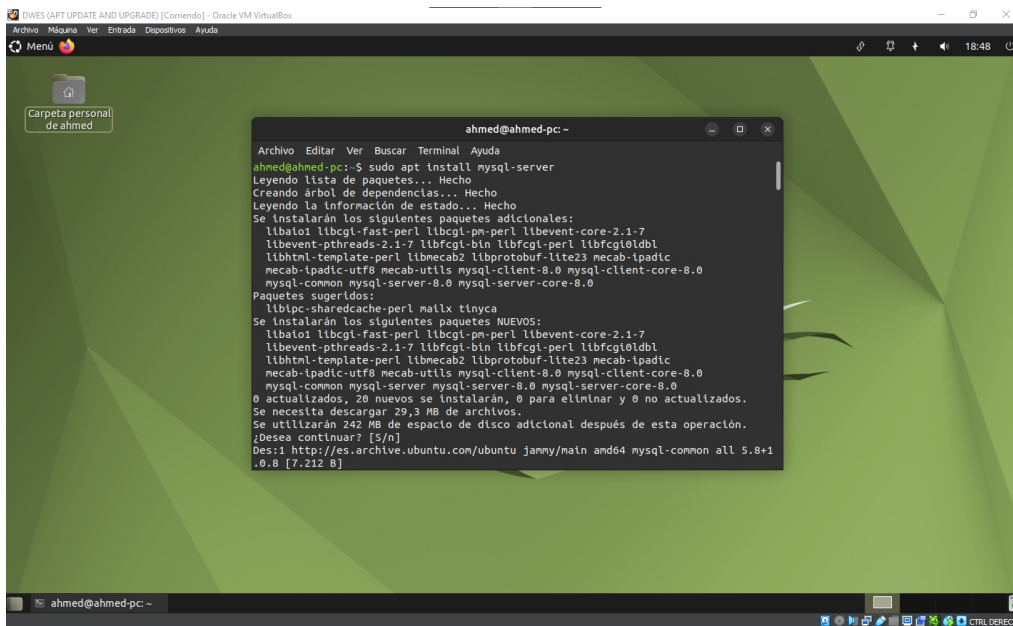 DWES (APT UPDATE AND UPGRADE) [Corriendo] - Oracle VM VirtualBox
Archivo Máquina Ver Entrada Dispositivos Ayuda
Menú
18:48
Carpeta personal
de ahmed
ahmed@ahmed-pc: ~
Archivo Editar Ver Buscar Terminal Ayuda
ahmed@ahmed-pc:~$ sudo apt install mysql-server
Leyendo lista de paquetes... Hecho
Creando árbol de dependencias... Hecho
Leyendo la información de estado... Hecho
Se instalarán los siguientes paquetes adicionales:
libaio1 libcgi-fast-perl libcgi-pm-perl libevent-core-2.1-7
libevent-pthreads-2.1-7 libfcgi-bin libfcgi-perl libfcgi0ldbl
libhtml-template-perl libmecab2 libprotobuf-lite23 mecab-ipadic
mecab-ipadic-utf8 mecab-utils mysql-client-8.0 mysql-client-core-8.0
mysql-common mysql-server-8.0 mysql-server-core-8.0
Paquetes sugeridos:
libipc-sharedcache-perl mailx tinyca
Se instalarán los siguientes paquetes NUEVOS:
libaio1 libcgi-fast-perl libcgi-pm-perl libevent-core-2.1-7
libevent-pthreads-2.1-7 libfcgi-bin libfcgi-perl libfcgi0ldbl
libhtml-template-perl libmecab2 libprotobuf-lite23 mecab-ipadic
mecab-ipadic-utf8 mecab-utils mysql-client-8.0 mysql-client-core-8.0
mysql-common mysql-server mysql-server-8.0 mysql-server-core-8.0
0 actualizados, 20 nuevos se instalarán, 0 para eliminar y 0 no actualizados.
Se necesita descargar 29,3 MB de archivos.
Se utilizarán 242 MB de espacio de disco adicional después de esta operación.
¿Desea continuar? [S/n]
Des:1 http://es.archive.ubuntu.com/ubuntu jammy/main amd64 mysql-common all 5.8+1
.0.8 [7.212 B]
ahmed@ahmed-pc: ~
CTRL DEREC